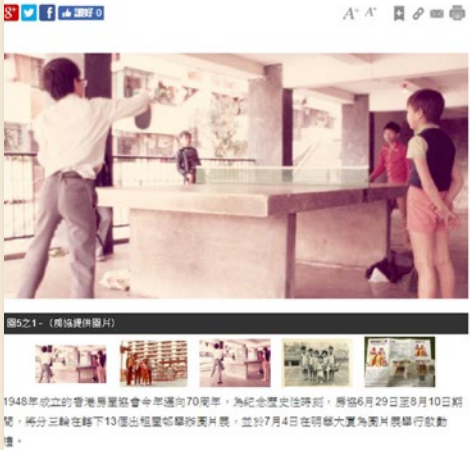 8+ 讚好 0 A+ A-
圖5之1 -（房協提供圖片）
1948年成立的香港房屋協會今年邁向70周年，為紀念歷史性時刻，房協6月29日至8月10日期
間，將分三輪在轄下13個出租屋邨舉辦圖片展，並於7月4日在明華大廈為圖片展舉行啟動
禮。